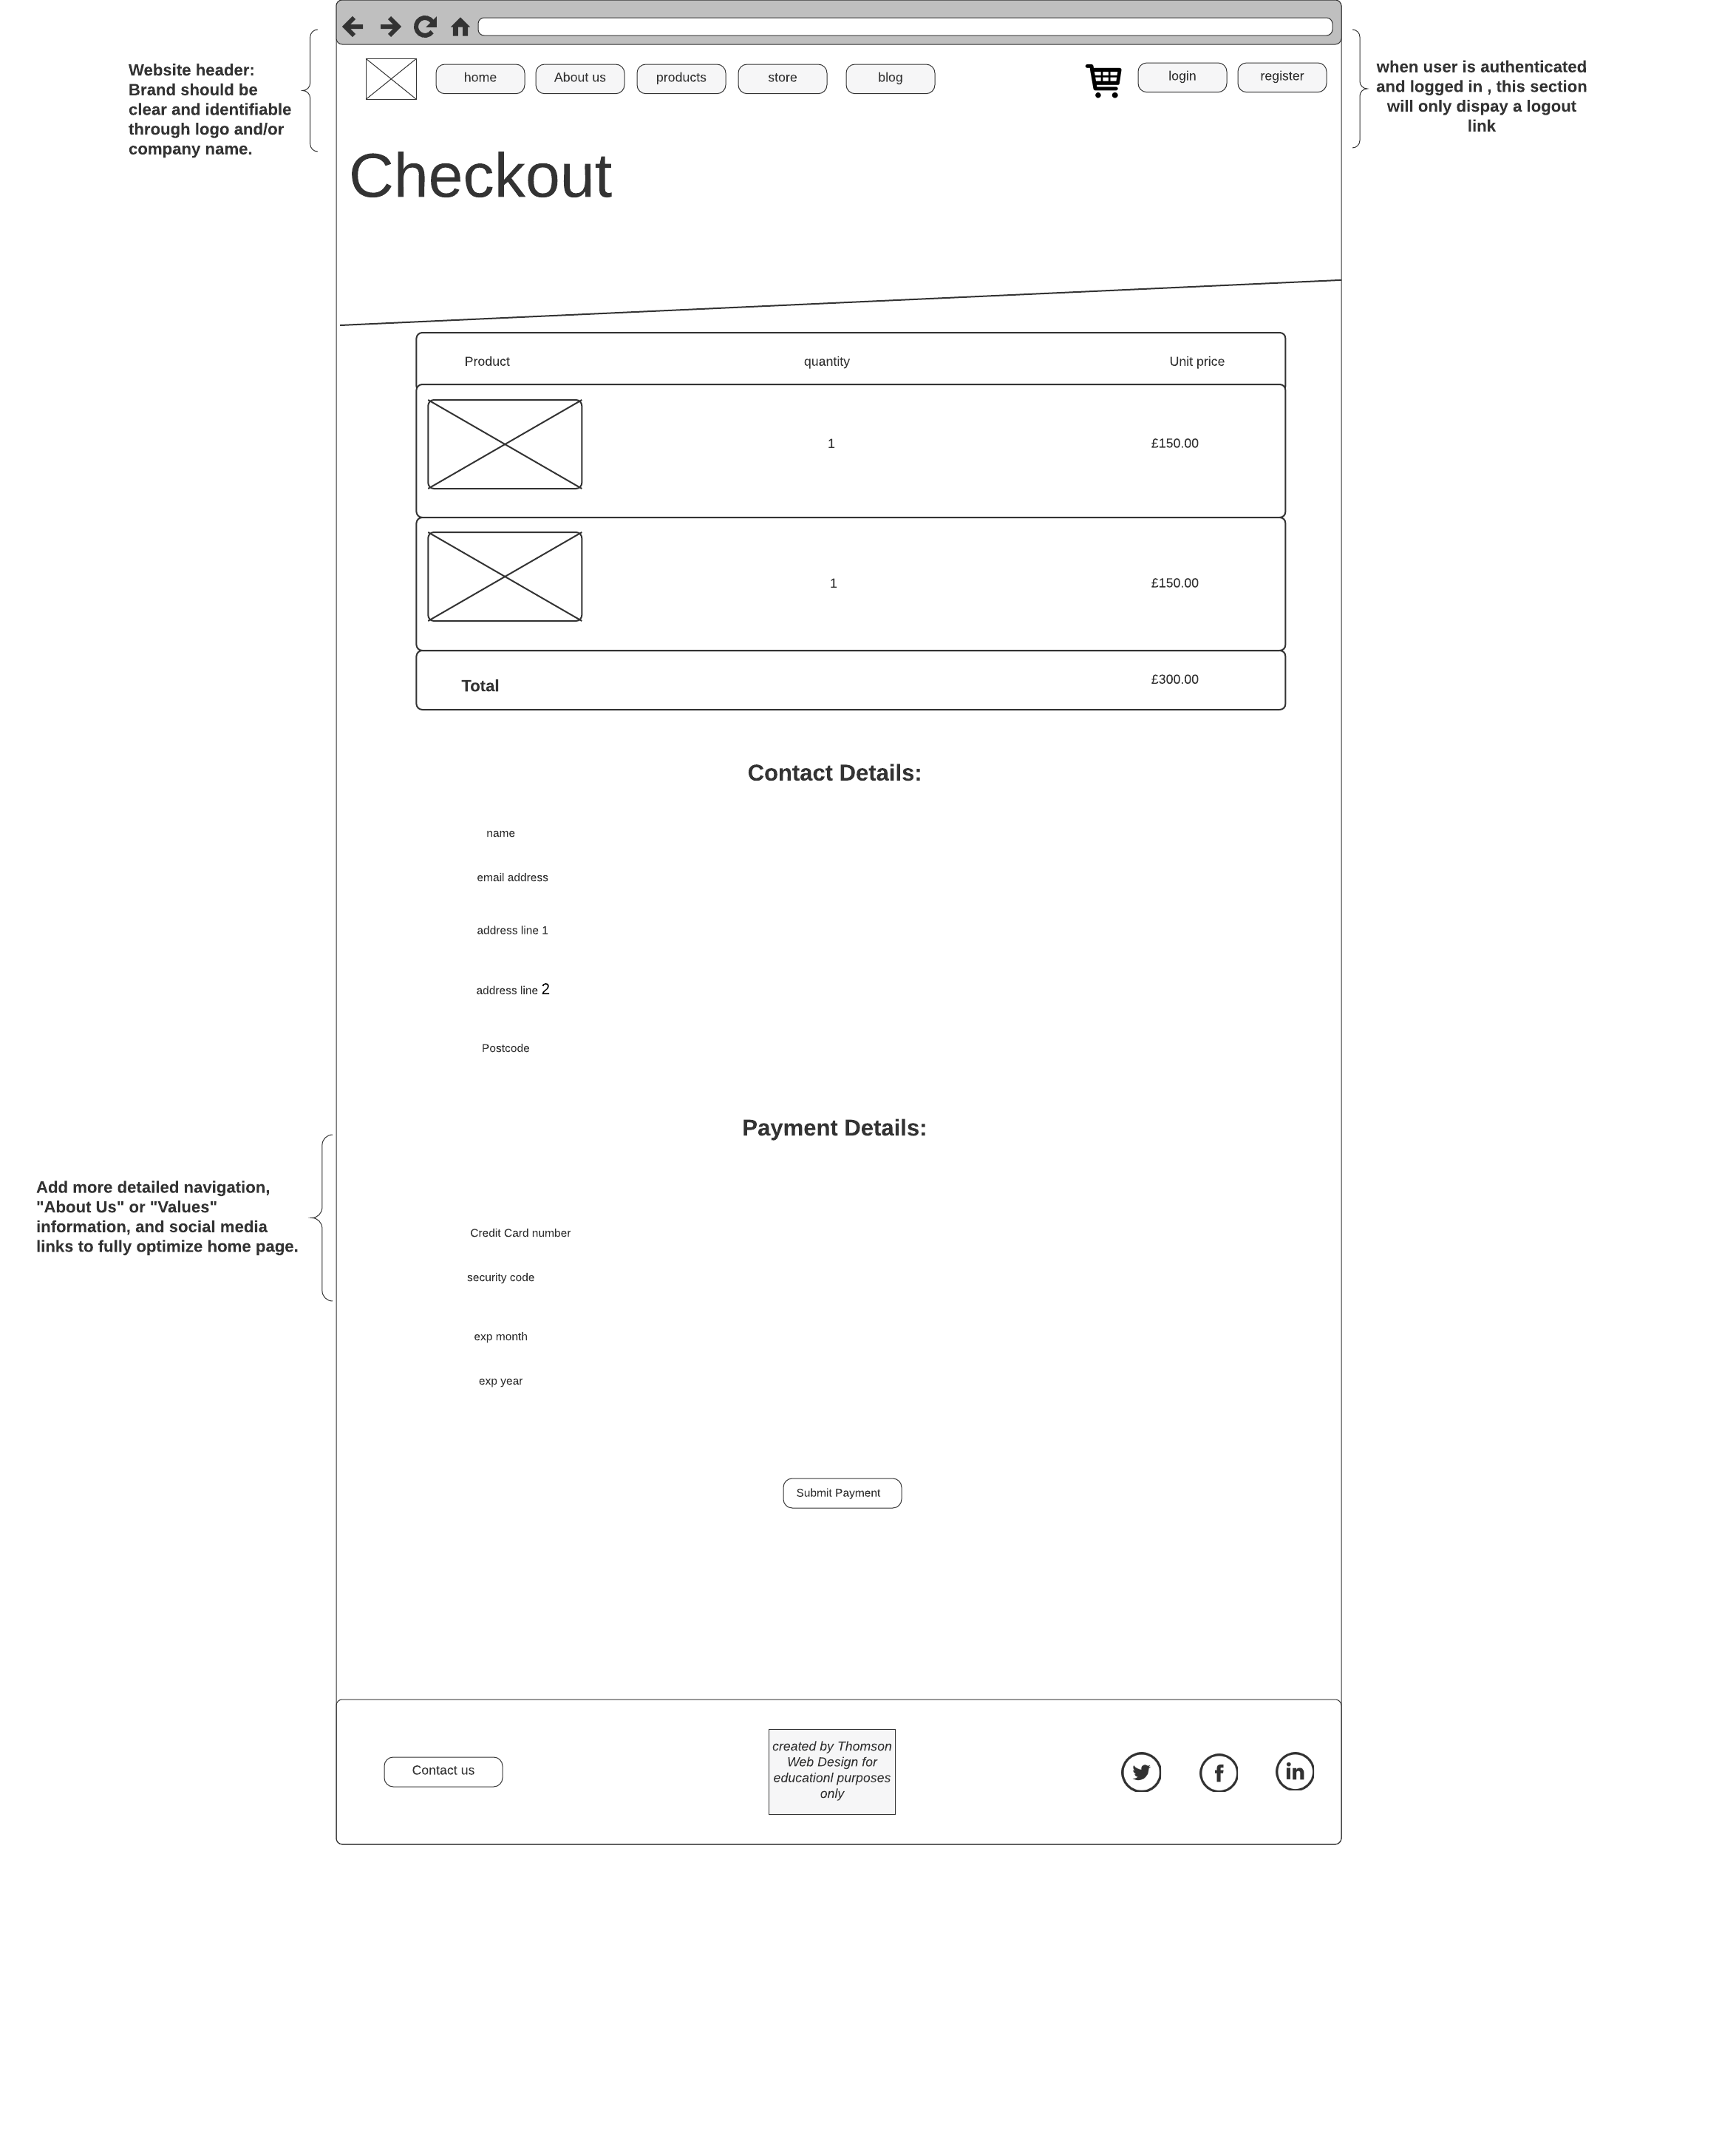 Website header:
Brand should be
clear and identifiable
through logo and/or
company name.
home
About us
products
store
blog
login
register
when user is authenticated
and logged in , this section
will only dispay a logout
link
Checkout
Product
quantity
Unit price
1
£150.00
1
£150.00
Total
£300.00
Contact Details:
name
email address
address line 1
address line 2
Postcode
Payment Details:
Add more detailed navigation,
"About Us" or "Values"
information, and social media
links to fully optimize home page.
Credit Card number
security code
exp month
exp year
Submit Payment
Contact us
created by Thomson
Web Design for
educationl purposes
only
in